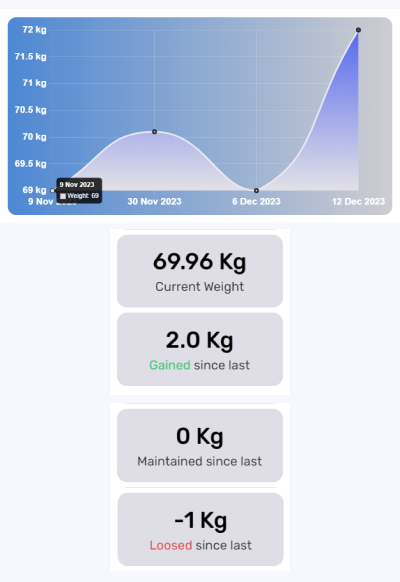 72 kg
71.5 kg
71 kg
70.5 kg
70 kg
69.5 kg
69 kg
9 Nov 2023
Weight: 69
9 Nov 2023
30 Nov 2023
6 Dec 2023
12 Dec 2023
69.96 Kg
Current Weight
2.0 Kg
Gained since last
0 Kg
Maintained since last
-1 Kg
Loosed since last